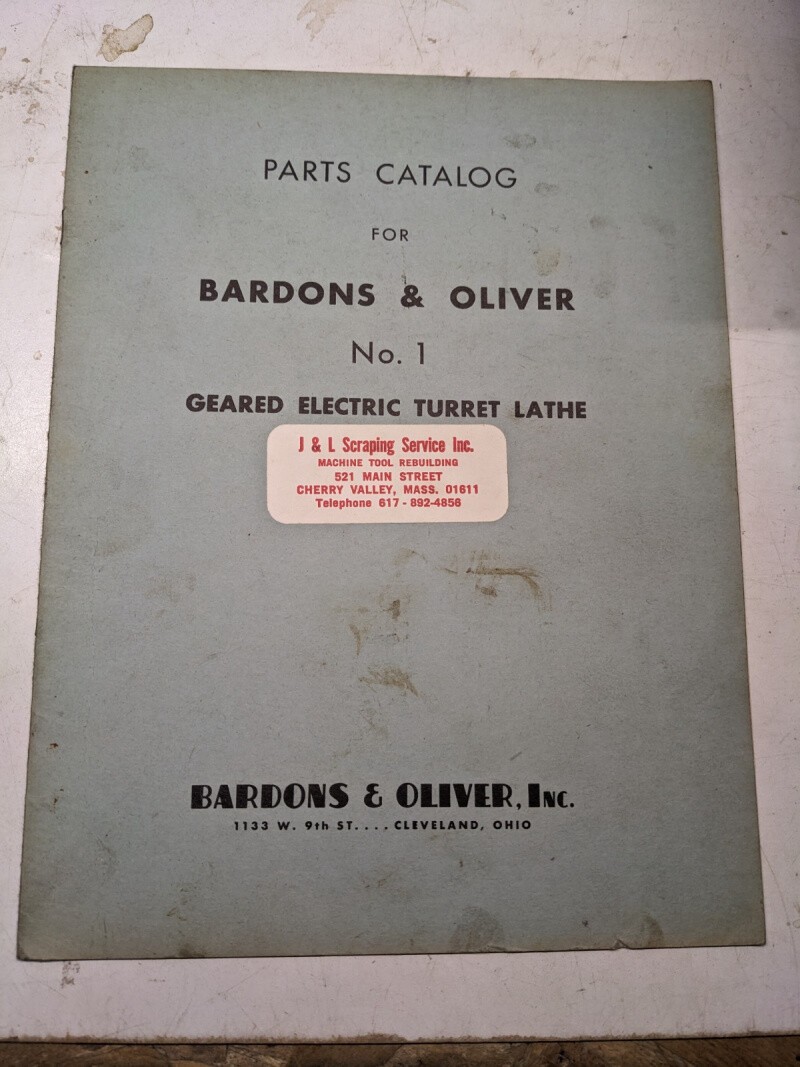 PARTS CATALOG
FOR
BARDONS & OLIVER
No. 1
GEARED ELECTRIC TURRET LATHE
J & L Scraping Service Inc.
MACHINE TOOL REBUILDING
521 MAIN STREET
CHERRY VALLEY, MASS. 01611
Telephone 617 - 892-4856
BARDONS & OLIVER, INC.
1133 W. 9th ST. . . . CLEVELAND, OHIO